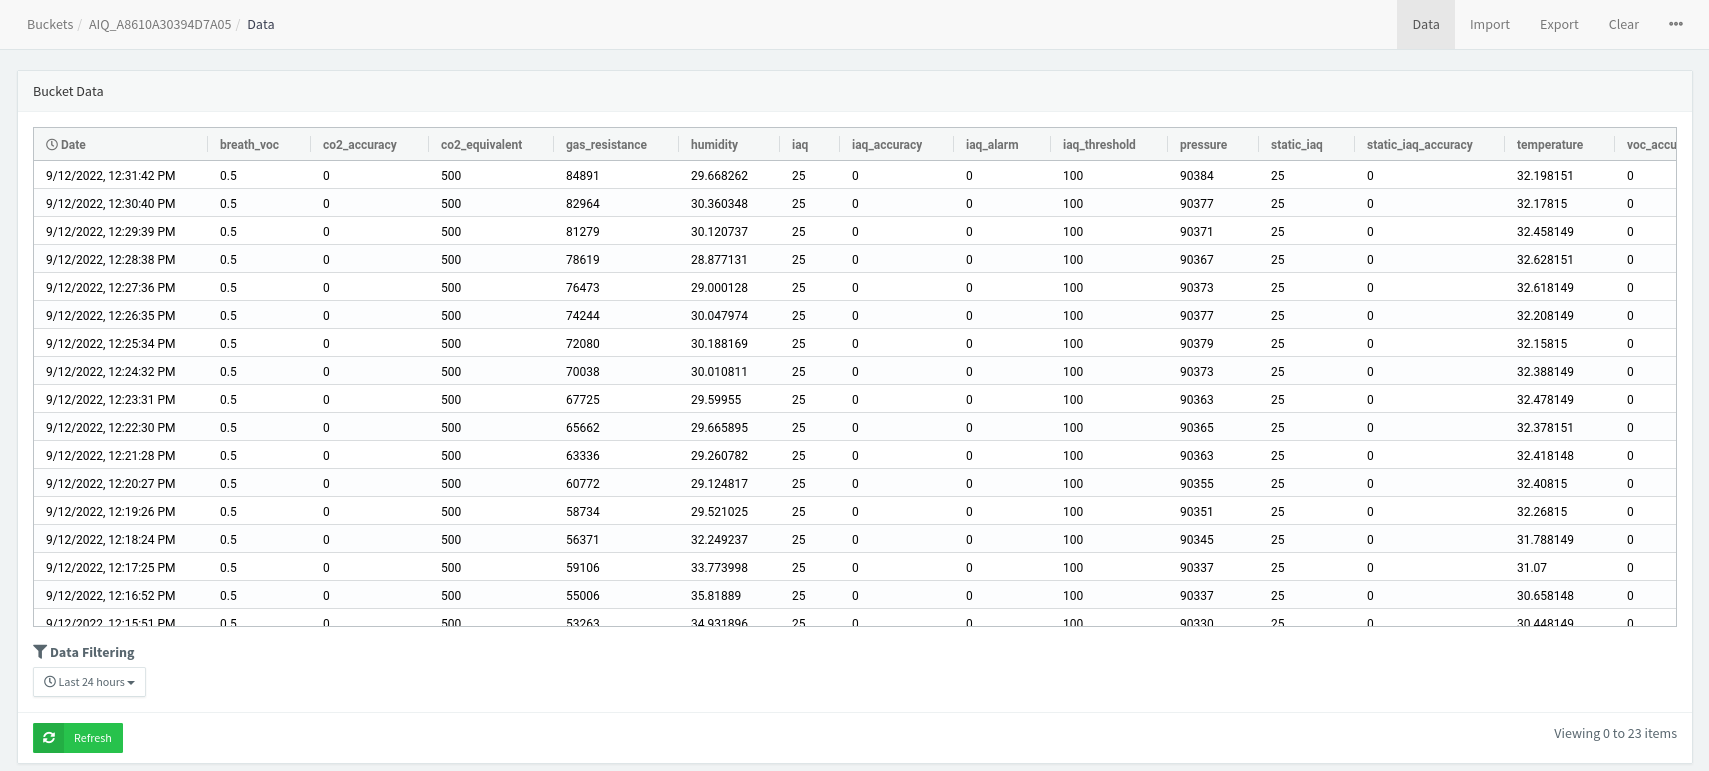 Buckets / AIQ_A8610A30394D7A05 / Data Data Import Export Clear •••
Bucket Data
Date breath_voc co2_accuracy co2_equivalent gas_resistance humidity iaq iaq_accuracy iaq_alarm iaq_threshold pressure static_iaq static_iaq_accuracy temperature voc_accu
9/12/2022, 12:31:42 PM 0.5 0 500 84891 29.668262 25 0 0 100 90384 25 0 32.198151 0
9/12/2022, 12:30:40 PM 0.5 0 500 82964 30.360348 25 0 0 100 90377 25 0 32.17815 0
9/12/2022, 12:29:39 PM 0.5 0 500 81279 30.120737 25 0 0 100 90371 25 0 32.458149 0
9/12/2022, 12:28:38 PM 0.5 0 500 78619 28.877131 25 0 0 100 90367 25 0 32.628151 0
9/12/2022, 12:27:36 PM 0.5 0 500 76473 29.000128 25 0 0 100 90373 25 0 32.618149 0
9/12/2022, 12:26:35 PM 0.5 0 500 74244 30.047974 25 0 0 100 90377 25 0 32.208149 0
9/12/2022, 12:25:34 PM 0.5 0 500 72080 30.188169 25 0 0 100 90379 25 0 32.15815 0
9/12/2022, 12:24:32 PM 0.5 0 500 70038 30.010811 25 0 0 100 90373 25 0 32.388149 0
9/12/2022, 12:23:31 PM 0.5 0 500 67725 29.59955 25 0 0 100 90363 25 0 32.478149 0
9/12/2022, 12:22:30 PM 0.5 0 500 65662 29.665895 25 0 0 100 90365 25 0 32.378151 0
9/12/2022, 12:21:28 PM 0.5 0 500 63336 29.260782 25 0 0 100 90363 25 0 32.418148 0
9/12/2022, 12:20:27 PM 0.5 0 500 60772 29.124817 25 0 0 100 90355 25 0 32.40815 0
9/12/2022, 12:19:26 PM 0.5 0 500 58734 29.521025 25 0 0 100 90351 25 0 32.26815 0
9/12/2022, 12:18:24 PM 0.5 0 500 56371 32.249237 25 0 0 100 90345 25 0 31.788149 0
9/12/2022, 12:17:25 PM 0.5 0 500 59106 33.773998 25 0 0 100 90337 25 0 31.07 0
9/12/2022, 12:16:52 PM 0.5 0 500 55006 35.81889 25 0 0 100 90337 25 0 30.658148 0
9/12/2022, 12:15:51 PM 0.5 0 500 53263 34.931896 25 0 0 100 90330 25 0 30.448149 0
Data Filtering
Last 24 hours
Refresh Viewing 0 to 23 items